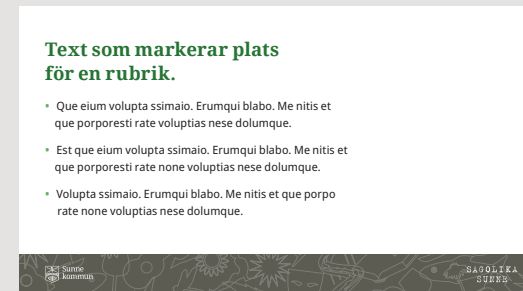 Text som markerar plats
för en rubrik.
• Que eium volupta ssimaio. Erumqui blabo. Me nitis et
que porporesti rate voluptias nese dolumque.
• Est que eium volupta ssimaio. Erumqui blabo. Me nitis et
que porporesti rate none voluptias nese dolumque.
• Volupta ssimaio. Erumqui blabo. Me nitis et que porpo
rate none voluptias nese dolumque.
Sunne
kommun
SAGOLIKA
SUNNE